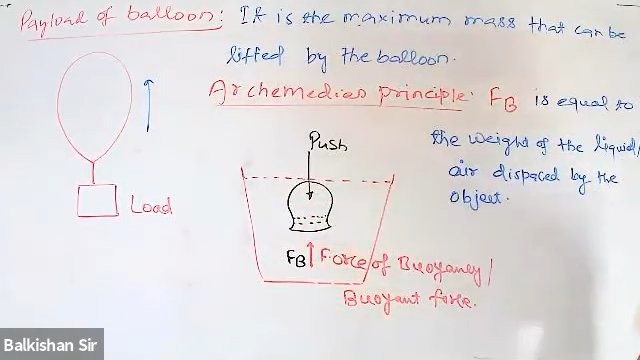 Payload of balloon: It is the maximum mass that can be
liffed by the balloon.
Archemedias principle: FB is equal to
the weight of the liquid/
air dispaced by the
object.
Push
Load
FB Force of Buoyancy/
Buoyant force.
Balkishan Sir